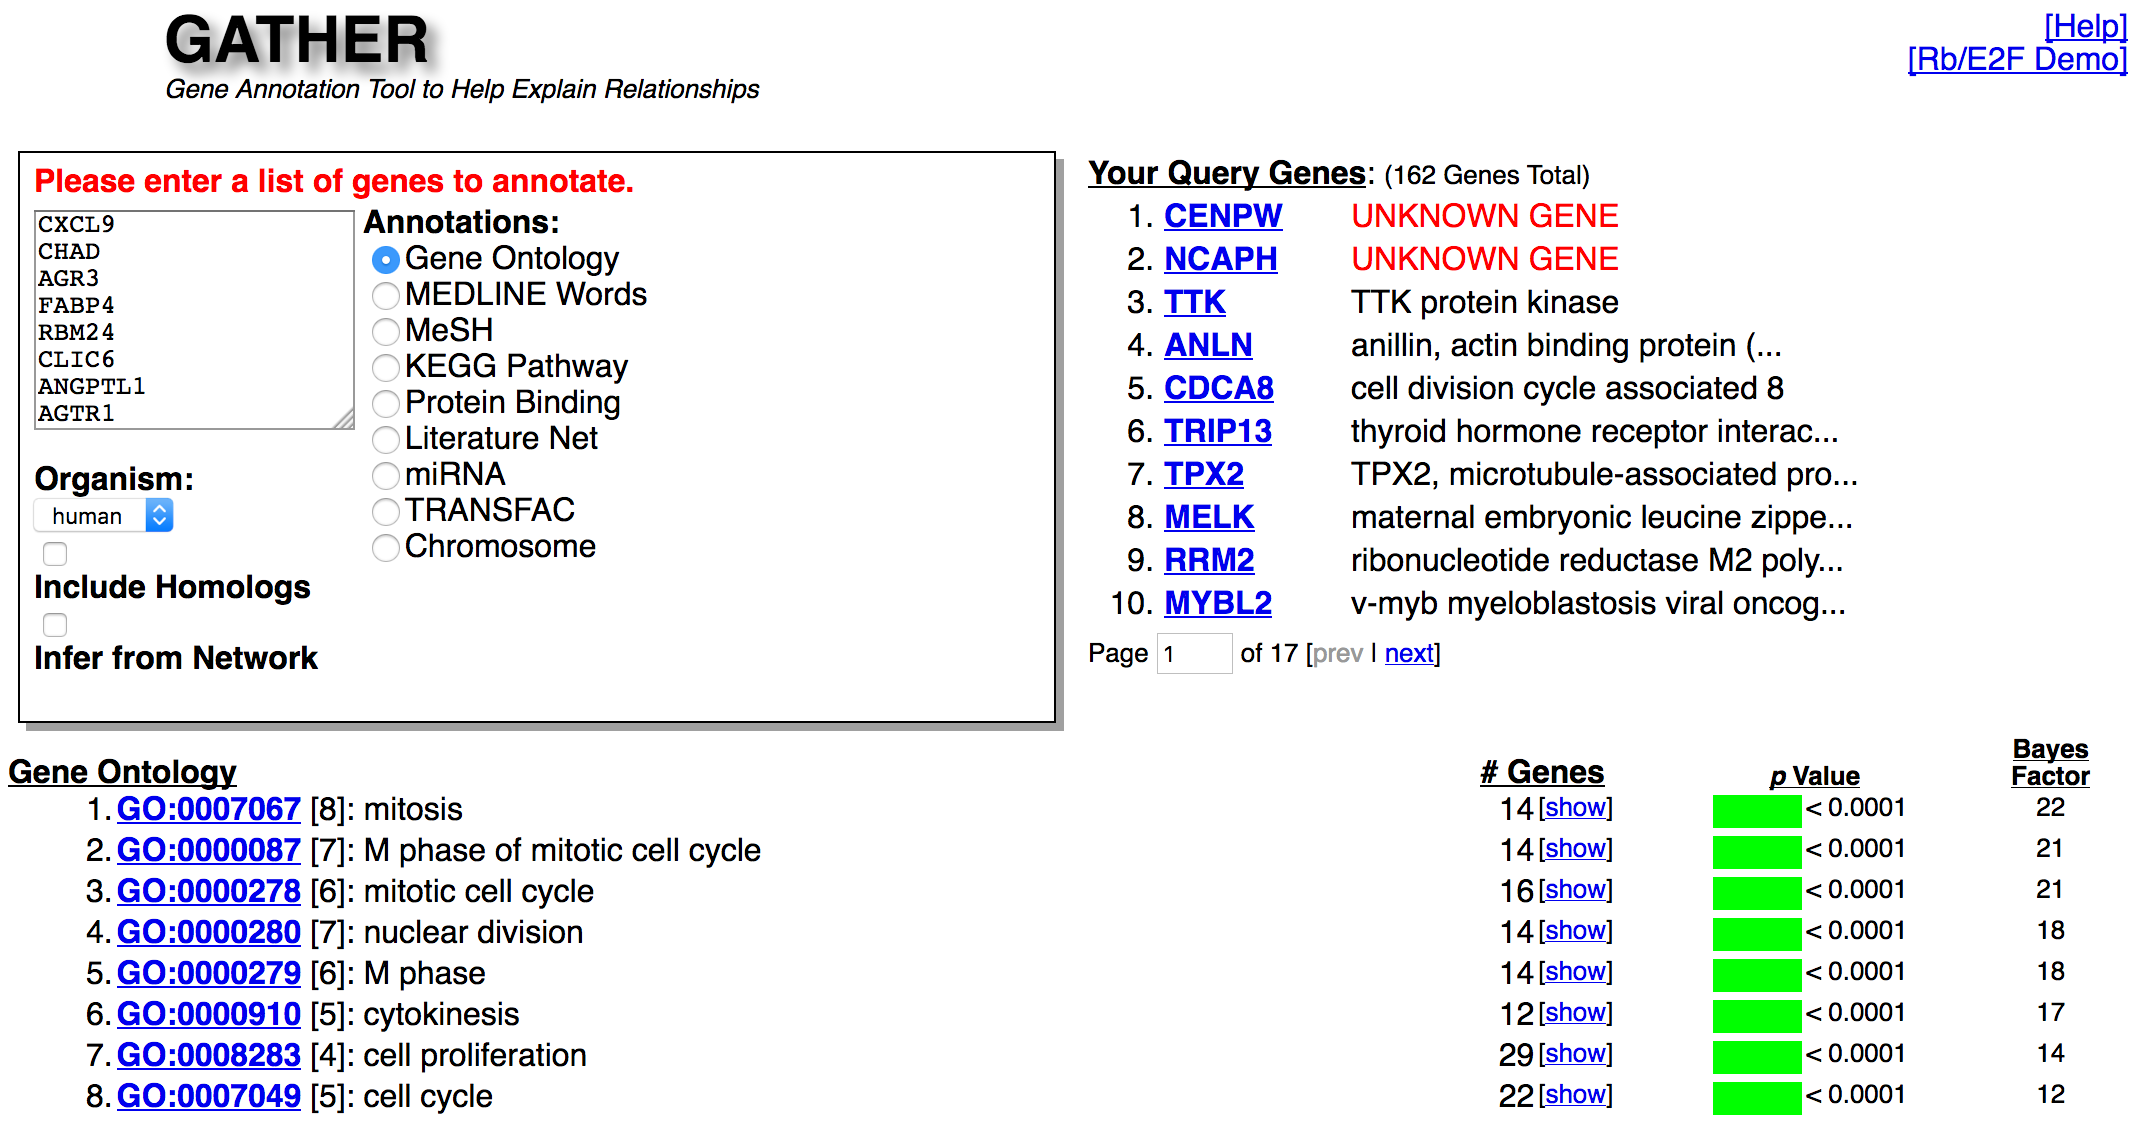 GATHER
Gene Annotation Tool to Help Explain Relationships
[Help]
[Rb/E2F Demo]
Please enter a list of genes to annotate.
CXCL9
CHAD
AGR3
FABP4
RBM24
CLIC6
ANGPTL1
AGTR1
Annotations:
Gene Ontology
MEDLINE Words
MeSH
KEGG Pathway
Protein Binding
Literature Net
miRNA
TRANSFAC
Chromosome
Organism:
human
Include Homologs
Infer from Network
Your Query Genes: (162 Genes Total)
1. CENPW UNKNOWN GENE
2. NCAPH UNKNOWN GENE
3. TTK TTK protein kinase
4. ANLN anillin, actin binding protein (...
5. CDCA8 cell division cycle associated 8
6. TRIP13 thyroid hormone receptor interac...
7. TPX2 TPX2, microtubule-associated pro...
8. MELK maternal embryonic leucine zippe...
9. RRM2 ribonucleotide reductase M2 poly...
10. MYBL2 v-myb myeloblastosis viral oncog...
Page 1 of 17 [prev | next]
Gene Ontology # Genes p Value Bayes Factor
1. GO:0007067 [8]: mitosis 14 [show] < 0.0001 22
2. GO:0000087 [7]: M phase of mitotic cell cycle 14 [show] < 0.0001 21
3. GO:0000278 [6]: mitotic cell cycle 16 [show] < 0.0001 21
4. GO:0000280 [7]: nuclear division 14 [show] < 0.0001 18
5. GO:0000279 [6]: M phase 14 [show] < 0.0001 18
6. GO:0000910 [5]: cytokinesis 12 [show] < 0.0001 17
7. GO:0008283 [4]: cell proliferation 29 [show] < 0.0001 14
8. GO:0007049 [5]: cell cycle 22 [show] < 0.0001 12